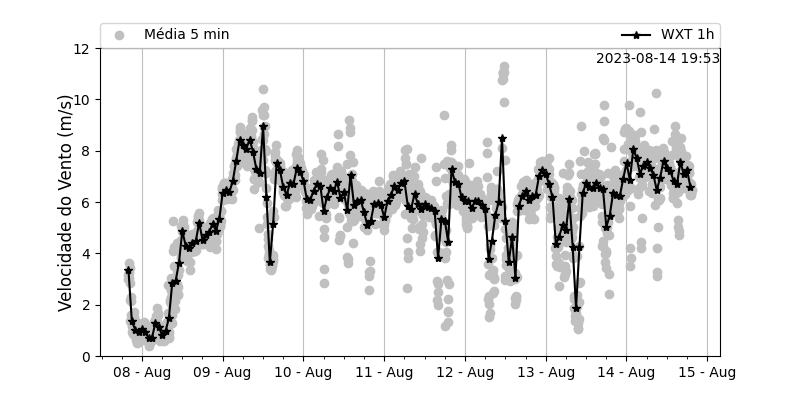 Média 5 min
WXT 1h
2023-08-14 19:53
Velocidade do Vento (m/s)
12
10
8
6
4
2
0
08 - Aug
09 - Aug
10 - Aug
11 - Aug
12 - Aug
13 - Aug
14 - Aug
15 - Aug